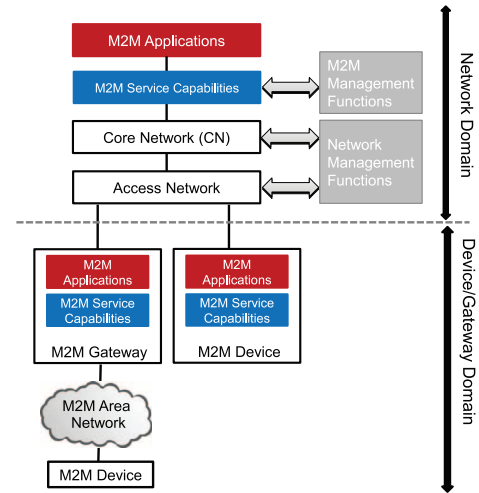 M2M Applications
M2M Service Capabilities
M2M
Management
Functions
Core Network (CN)
Network
Management
Functions
Access Network
Network Domain
M2M
Applications
M2M Service
Capabilities
M2M Gateway
M2M
Applications
M2M Service
Capabilities
M2M Device
M2M Area
Network
M2M Device
Device/Gateway Domain